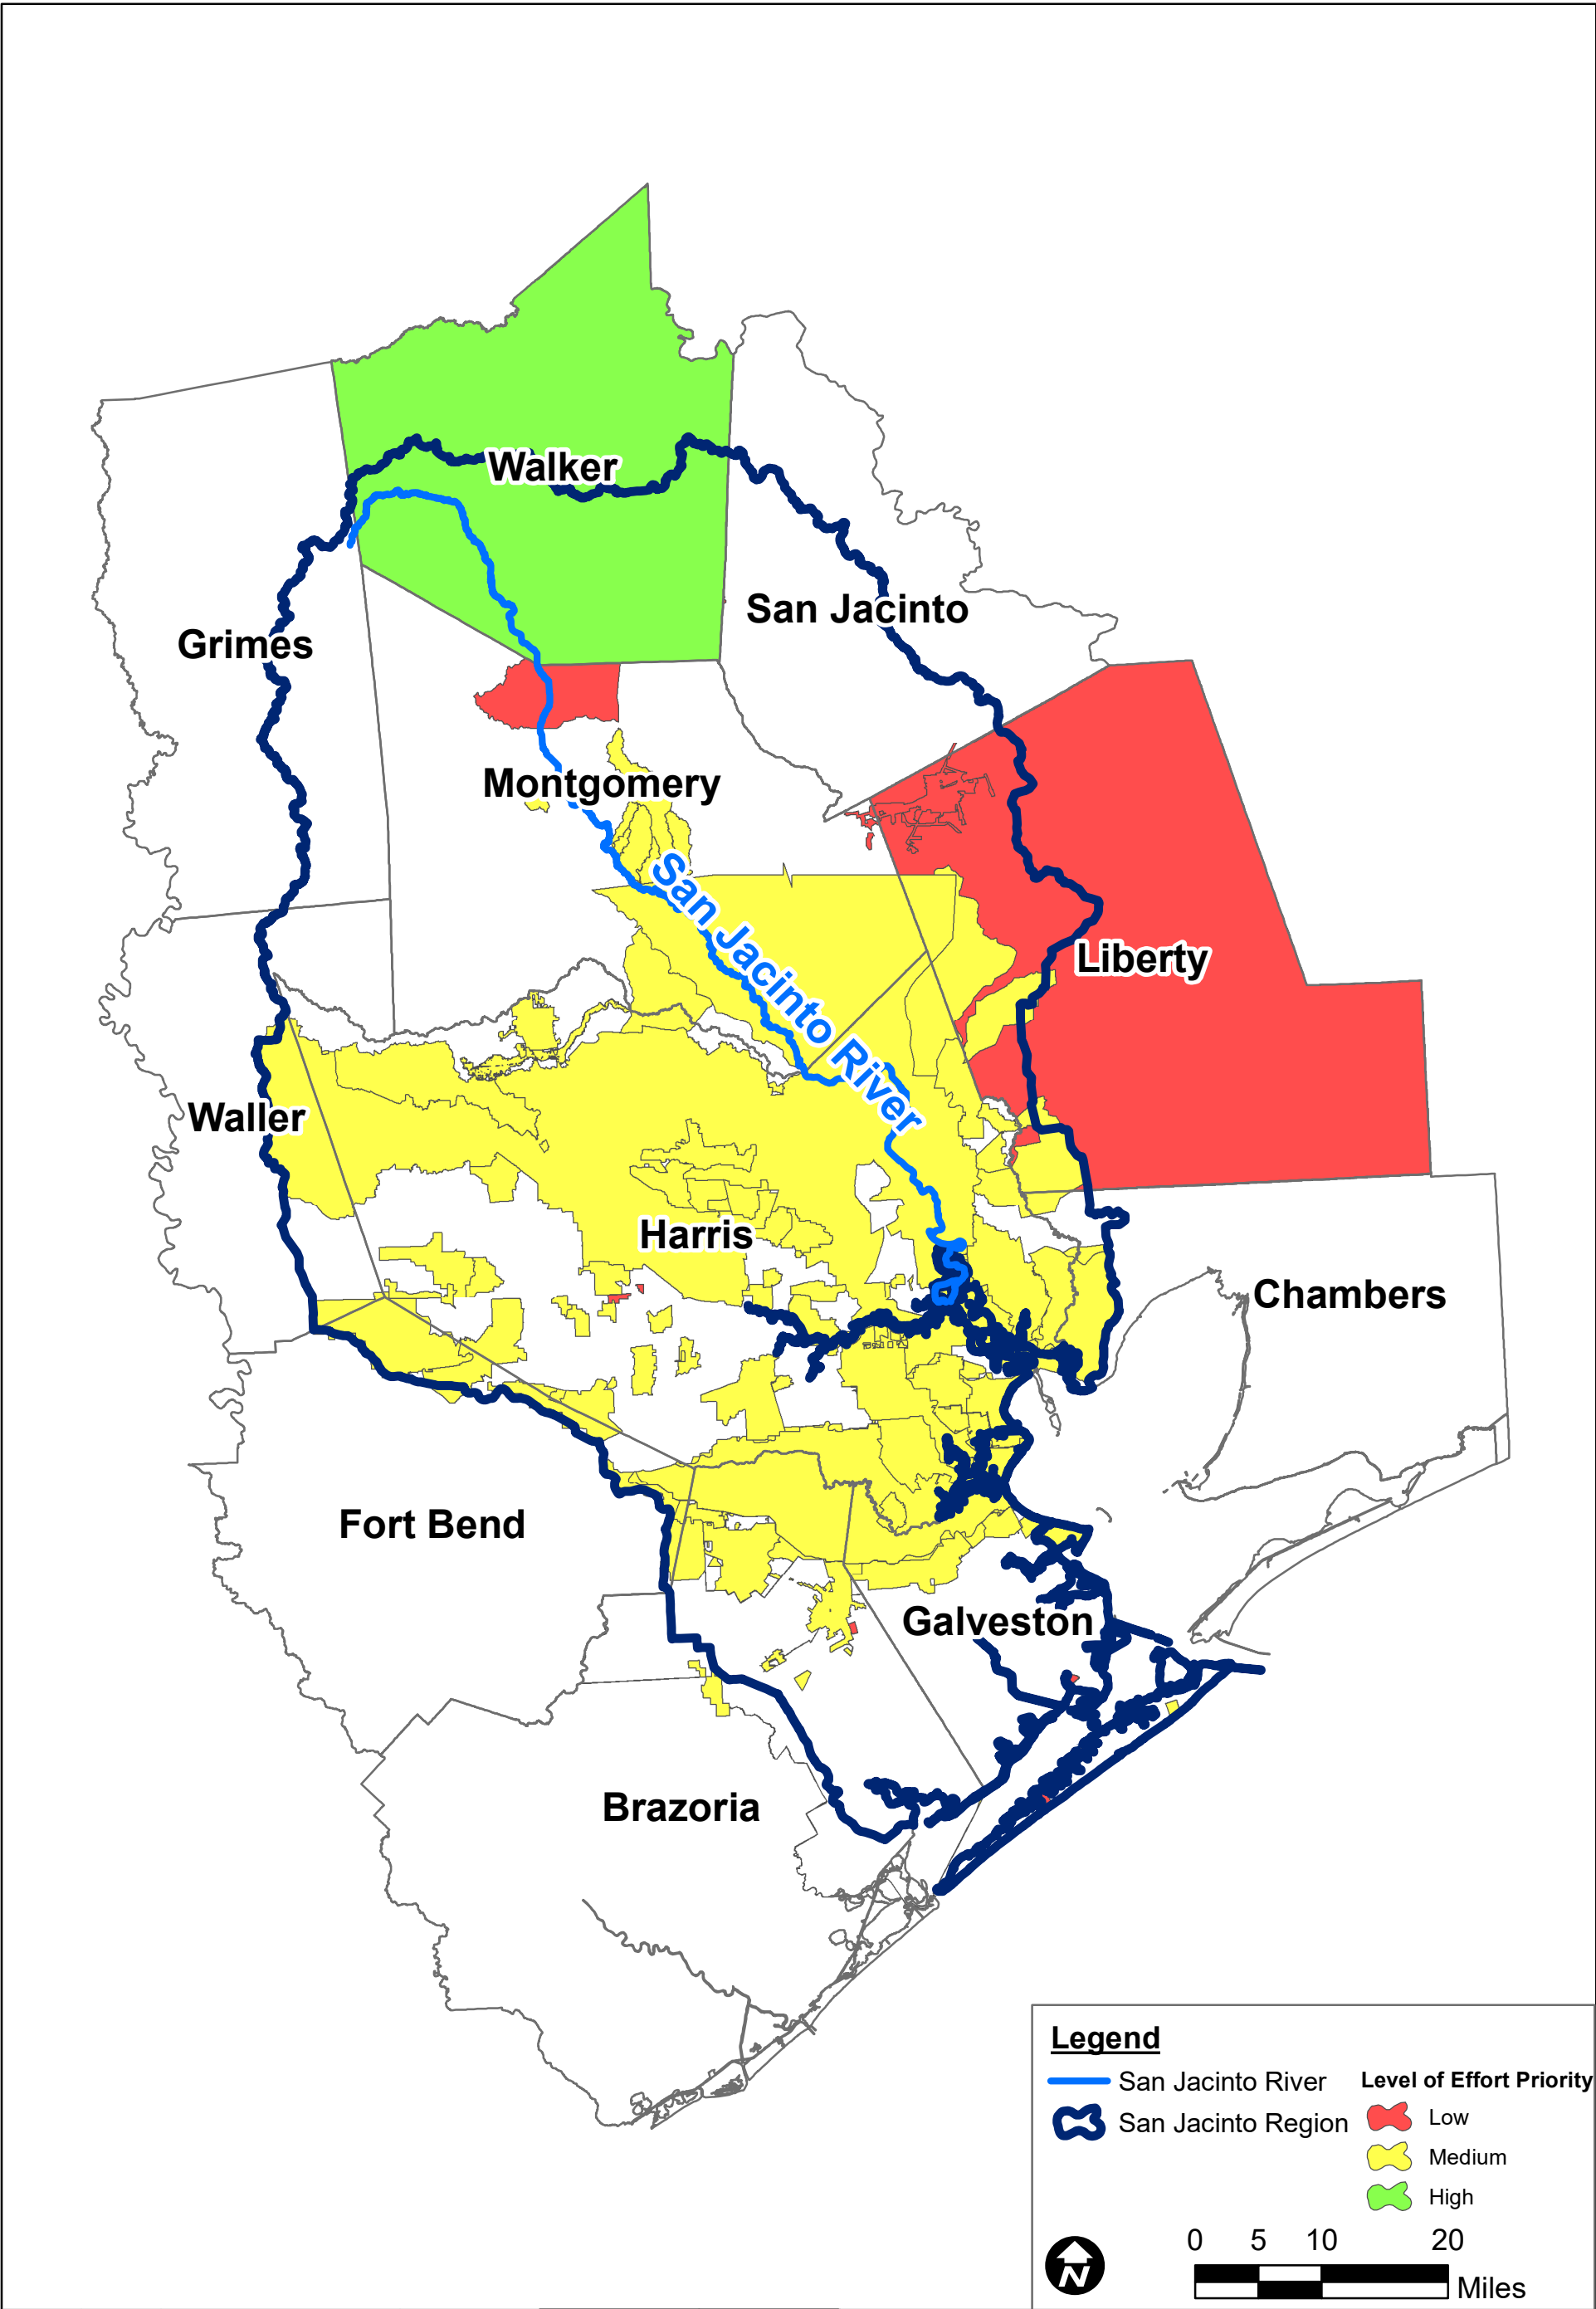 Walker
San Jacinto
Grimes
Montgomery
San Jacinto River
Liberty
Waller
Harris
Chambers
Fort Bend
Galveston
Brazoria
Legend
San Jacinto River
San Jacinto Region
Level of Effort Priority
Low
Medium
High
0 5 10 20
Miles
N